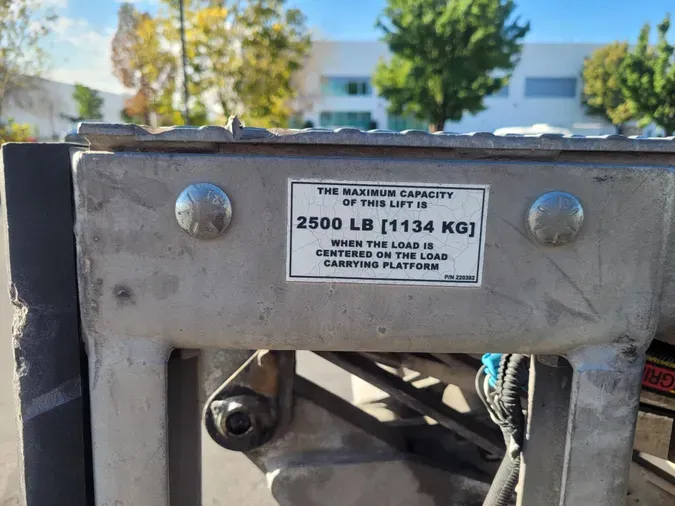 THE MAXIMUM CAPACITY
OF THIS LIFT IS
2500 LB [1134 KG]
WHEN THE LOAD IS
CENTERED ON THE LOAD
CARRYING PLATFORM
P/N 220382